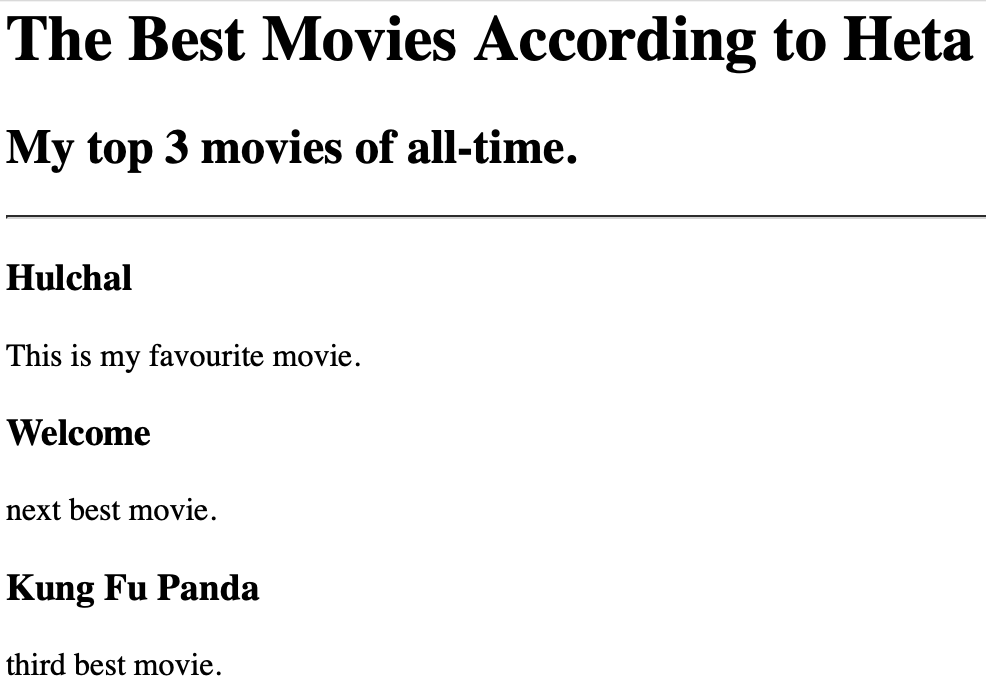 The Best Movies According to Heta
My top 3 movies of all-time.
Hulchal
This is my favourite movie.
Welcome
next best movie.
Kung Fu Panda
third best movie.